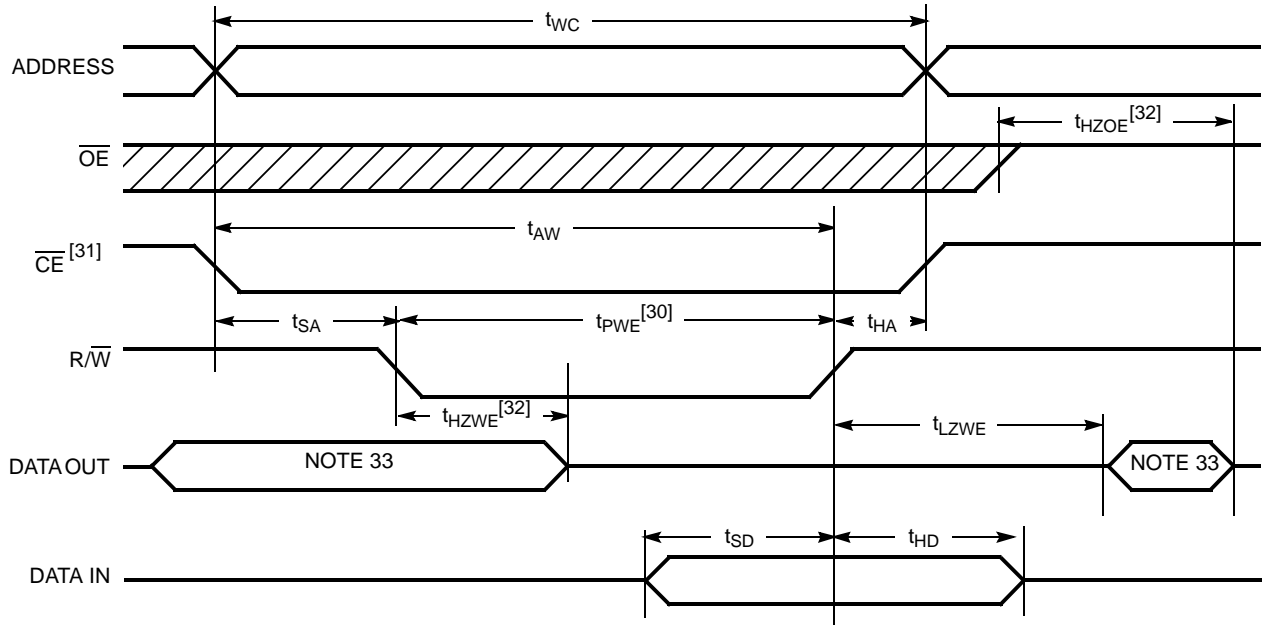 tWC
ADDRESS
tHZOE[32]
OE
tAW
CE [31]
tSA
tPWE[30]
tHA
R/W
tHZWE[32]
tLZWE
DATA OUT
NOTE 33
NOTE 33
tSD
tHD
DATA IN